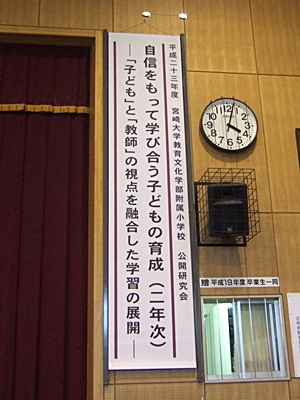 平成二十三年度 宮崎大学教育文化学部附属小学校 公開研究会
自信をもって学び合う子どもの育成（二年次）
―「子ども」と「教師」の視点を融合した学習の展開―
贈 平成19年度 卒業生一同